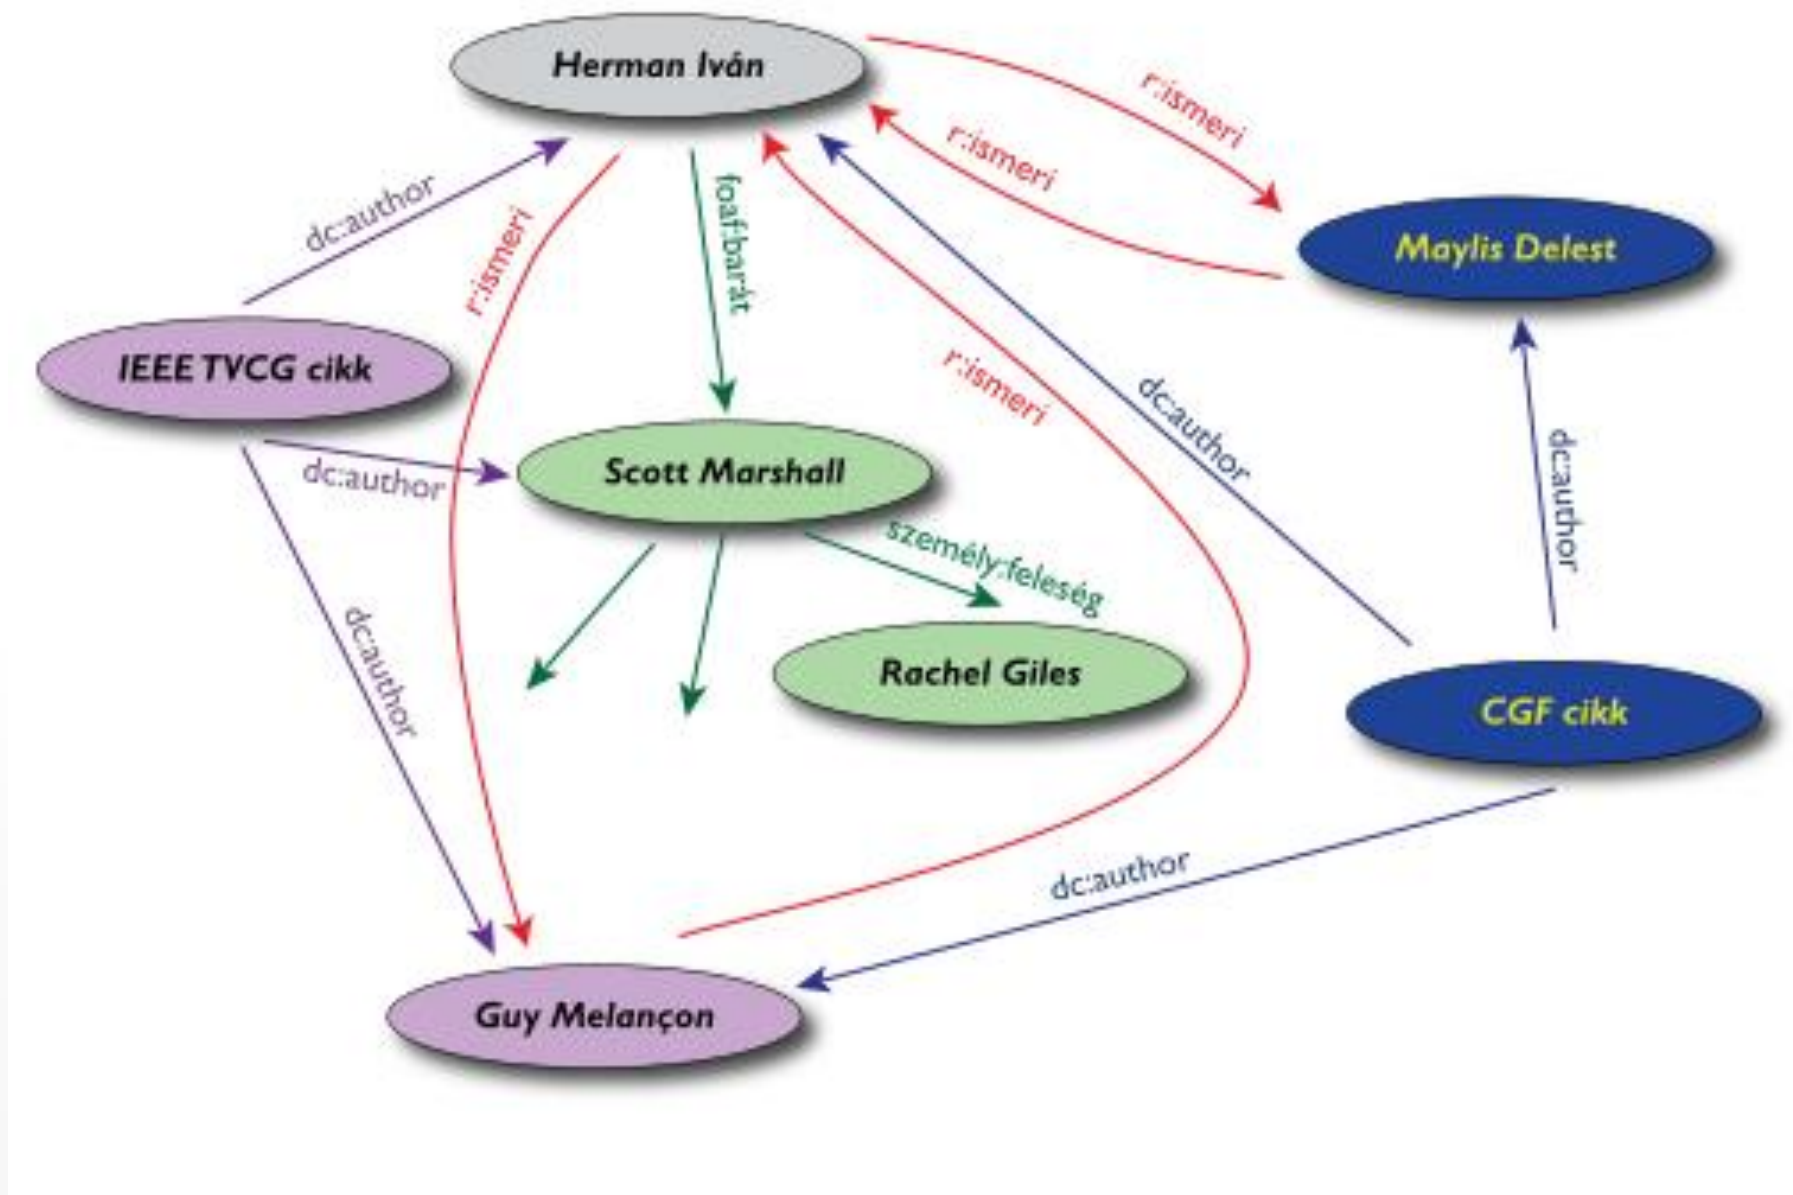 Herman Iván
r:ismeri
r:ismeri
dc:author
r:ismeri
foaf:barát
Maylis Delest
IEEE TVCG cikk
r:ismeri
dc:author
Scott Marshall
dc:author
dc:author
személy:feleség
Rachel Giles
dc:author
CGF cikk
dc:author
Guy Melançon